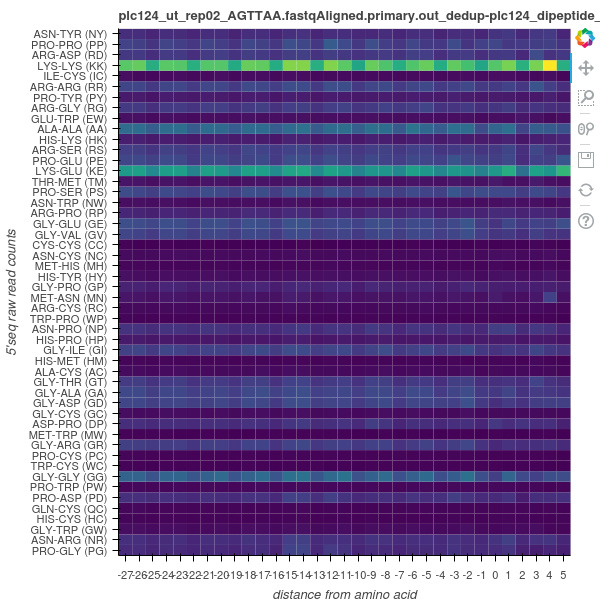 plc124_ut_rep02_AGTTAA.fastqAligned.primary.out_dedup-plc124_dipeptide_
ASN-TYR (NY)
PRO-PRO (PP)
ARG-ASP (RD)
LYS-LYS (KK)
ILE-CYS (IC)
ARG-ARG (RR)
PRO-TYR (PY)
ARG-GLY (RG)
GLU-TRP (EW)
ALA-ALA (AA)
HIS-LYS (HK)
ARG-SER (RS)
PRO-GLU (PE)
LYS-GLU (KE)
THR-MET (TM)
PRO-SER (PS)
ASN-TRP (NW)
ARG-PRO (RP)
GLY-GLU (GE)
GLY-VAL (GV)
CYS-CYS (CC)
ASN-CYS (NC)
MET-HIS (MH)
HIS-TYR (HY)
GLY-PRO (GP)
MET-ASN (MN)
ARG-CYS (RC)
TRP-PRO (WP)
ASN-PRO (NP)
HIS-PRO (HP)
GLY-ILE (GI)
HIS-MET (HM)
ALA-CYS (AC)
GLY-THR (GT)
GLY-ALA (GA)
GLY-ASP (GD)
GLY-CYS (GC)
ASP-PRO (DP)
MET-TRP (MW)
GLY-ARG (GR)
PRO-CYS (PC)
TRP-CYS (WC)
GLY-GLY (GG)
PRO-TRP (PW)
PRO-ASP (PD)
GLN-CYS (QC)
HIS-CYS (HC)
GLY-TRP (GW)
ASN-ARG (NR)
PRO-GLY (PG)
5'seq raw read counts
-27-26-25-24-23-22-21-20-19-18-17-16-15-14-13-12-11-10 -9 -8 -7 -6 -5 -4 -3 -2 -1 0 1 2 3 4 5
distance from amino acid